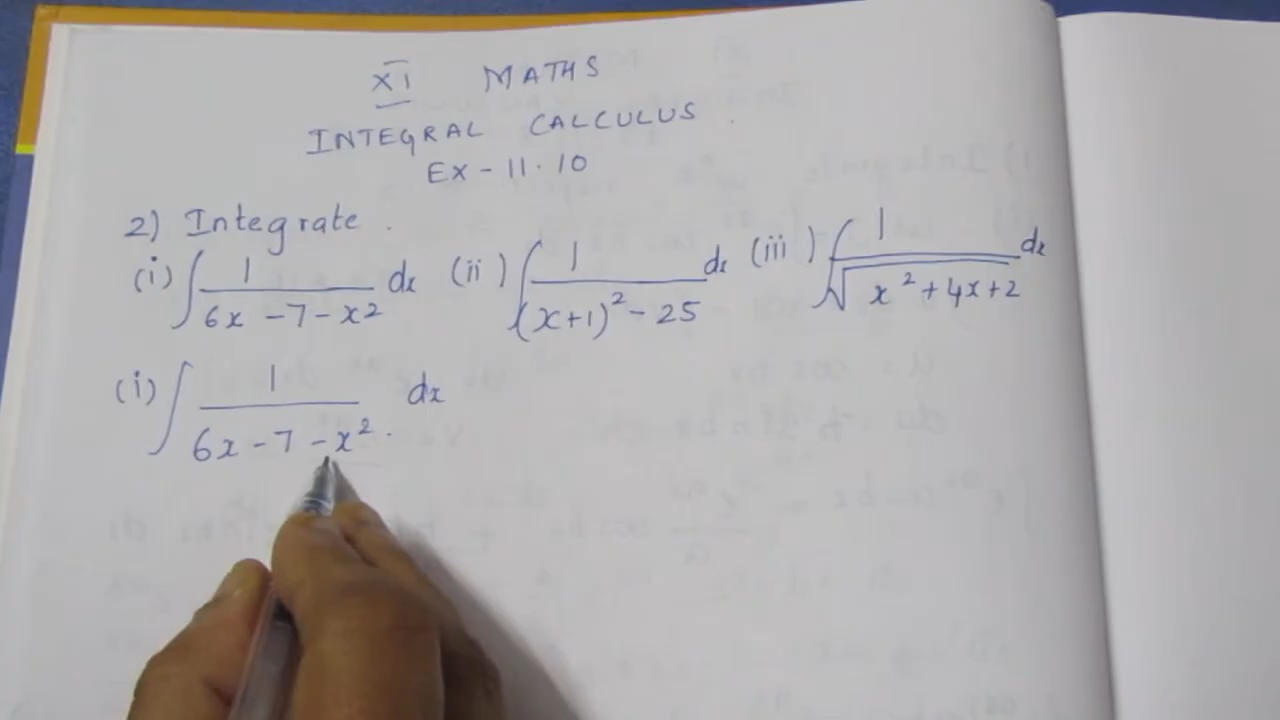 XI MATHS
INTEGRAL CALCULUS
EX - 11.10
2) Integrate.
(i) ∫ 1/(6x - 7 - x²) dx (ii) ∫ 1/((x+1)² - 25) dx (iii) ∫ 1/√(x² + 4x + 2) dx
(i) ∫ 1/(6x - 7 - x²) dx